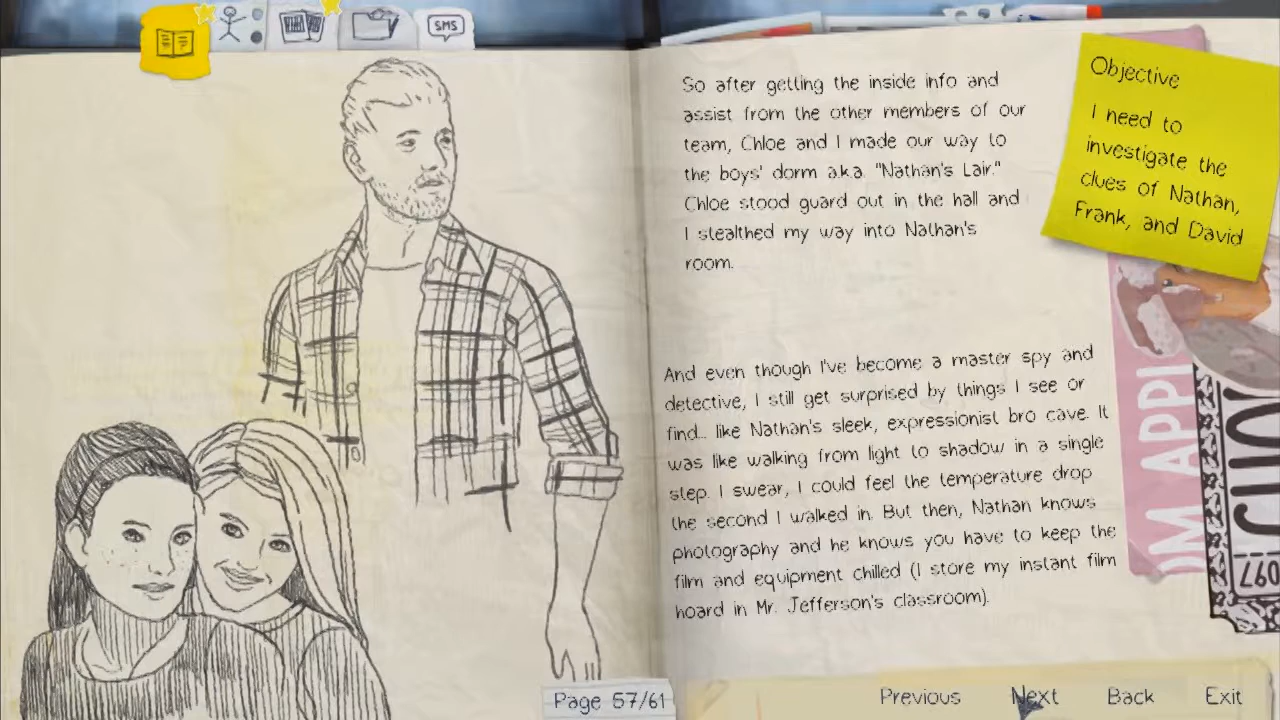 SMS
So after getting the inside info and
assist from the other members of our
team, Chloe and I made our way to
the boys' dorm a.k.a. "Nathan's Lair."
Chloe stood guard out in the hall and
I stealthed my way into Nathan's
room.
And even though I've become a master spy and
detective, I still get surprised by things I see or
find... like Nathan's sleek, expressionist bro cave. It
was like walking from light to shadow in a single
step. I swear, I could feel the temperature drop
the second I walked in. But then, Nathan knows
photography and he knows you have to keep the
film and equipment chilled (I store my instant film
hoard in Mr. Jefferson's classroom).
Objective
I need to
investigate the
clues of Nathan,
Frank, and David
Page 57/61
Previous
Next
Back
Exit